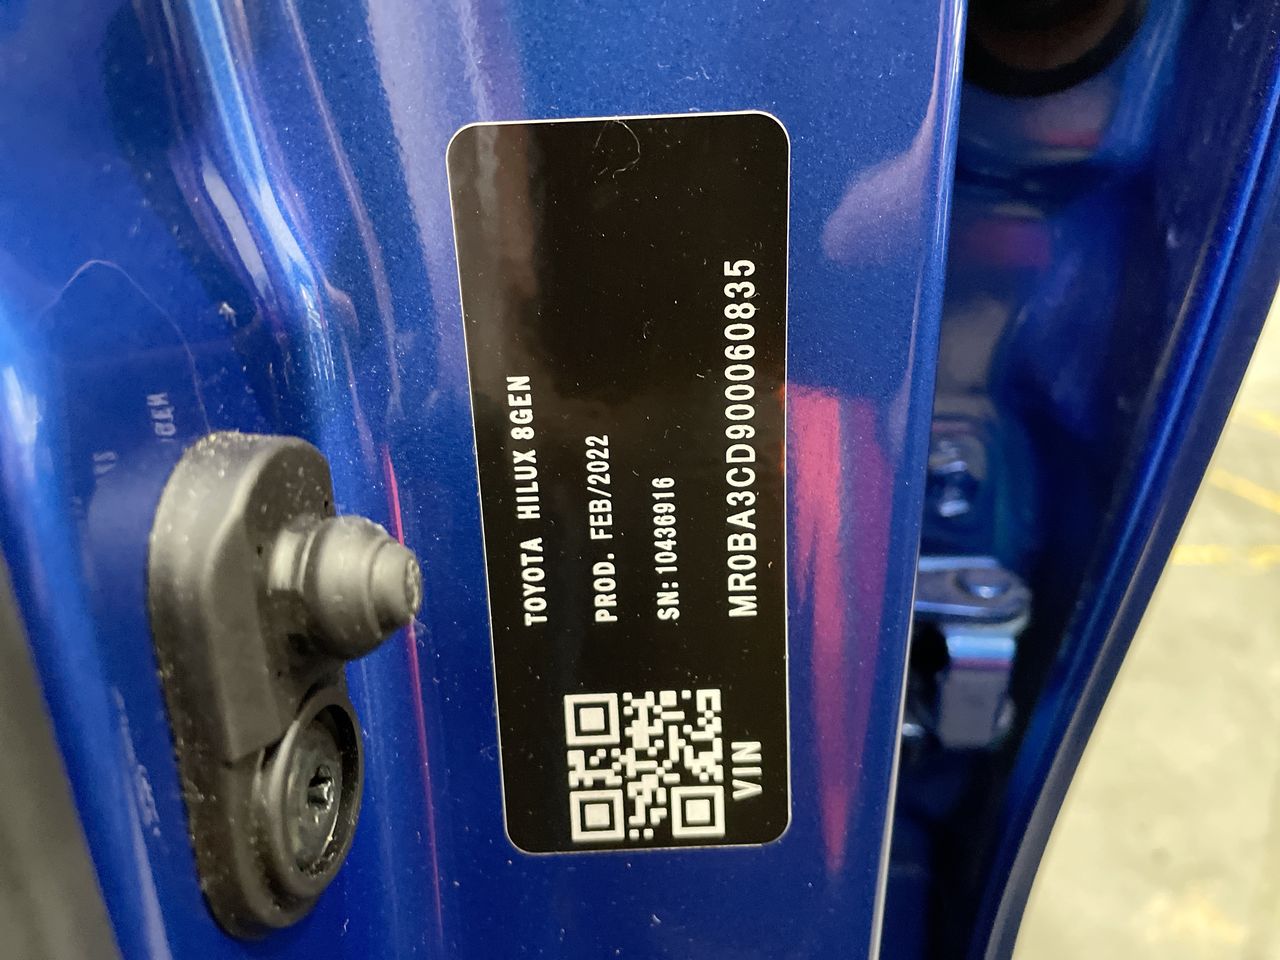 TOYOTA HILUX 8GEN
PROD. FEB/2022
SN: 10436916
VIN MR0BA3CD900060835